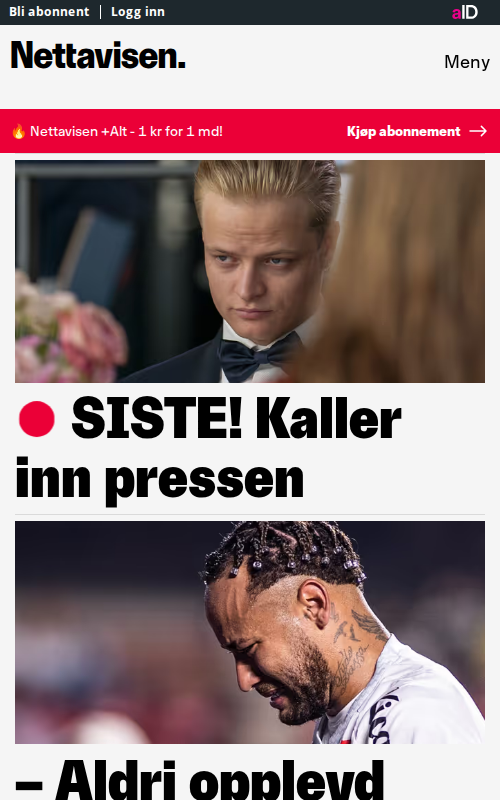 Bli abonnent | Logg inn
aID
Nettavisen.
Meny
🔥 Nettavisen +Alt - 1 kr for 1 md!
Kjøp abonnement →
SISTE! Kaller
inn pressen
– Aldri opplevd